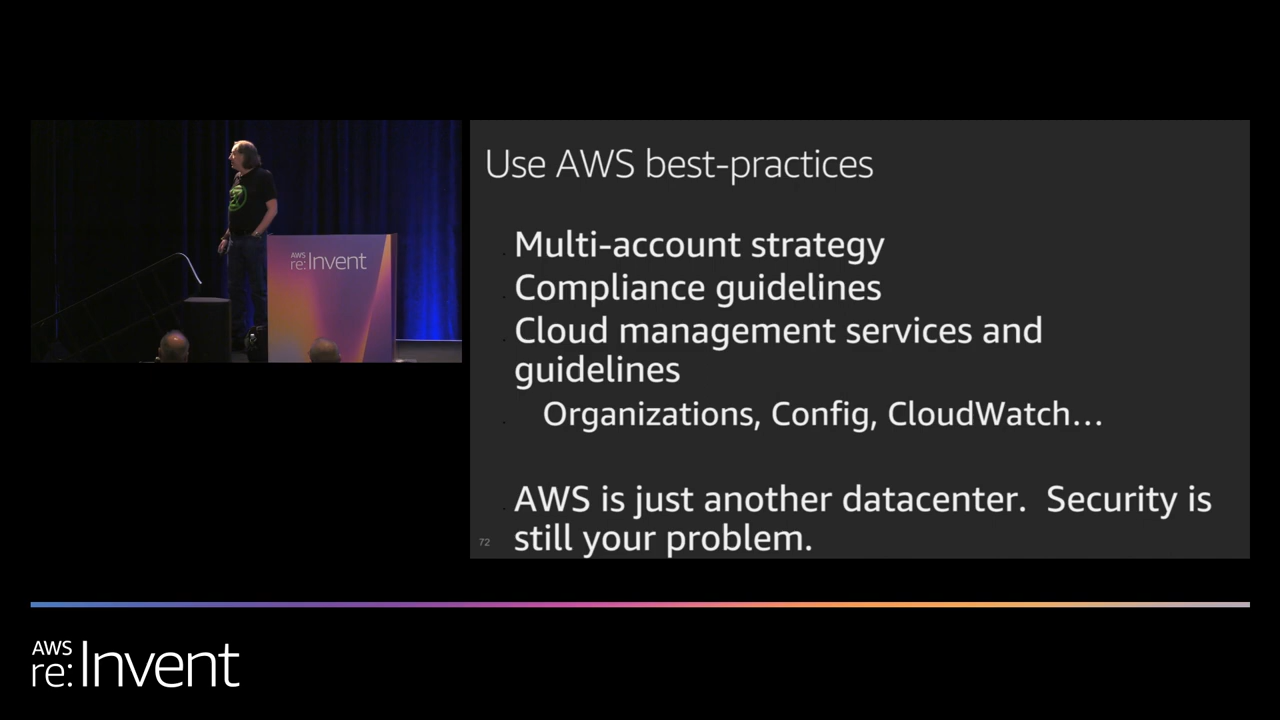 AWS
re:Invent
Use AWS best-practices
Multi-account strategy
Compliance guidelines
Cloud management services and
guidelines
Organizations, Config, CloudWatch...
AWS is just another datacenter.  Security is
still your problem.
72
AWS
re:Invent